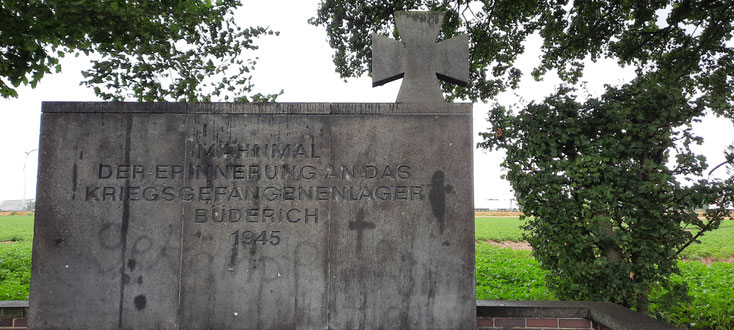 MAHNMAL
DER ERINNERUNG AN DAS
KRIEGSGEFANGENENLAGER
BÜDERICH
1945